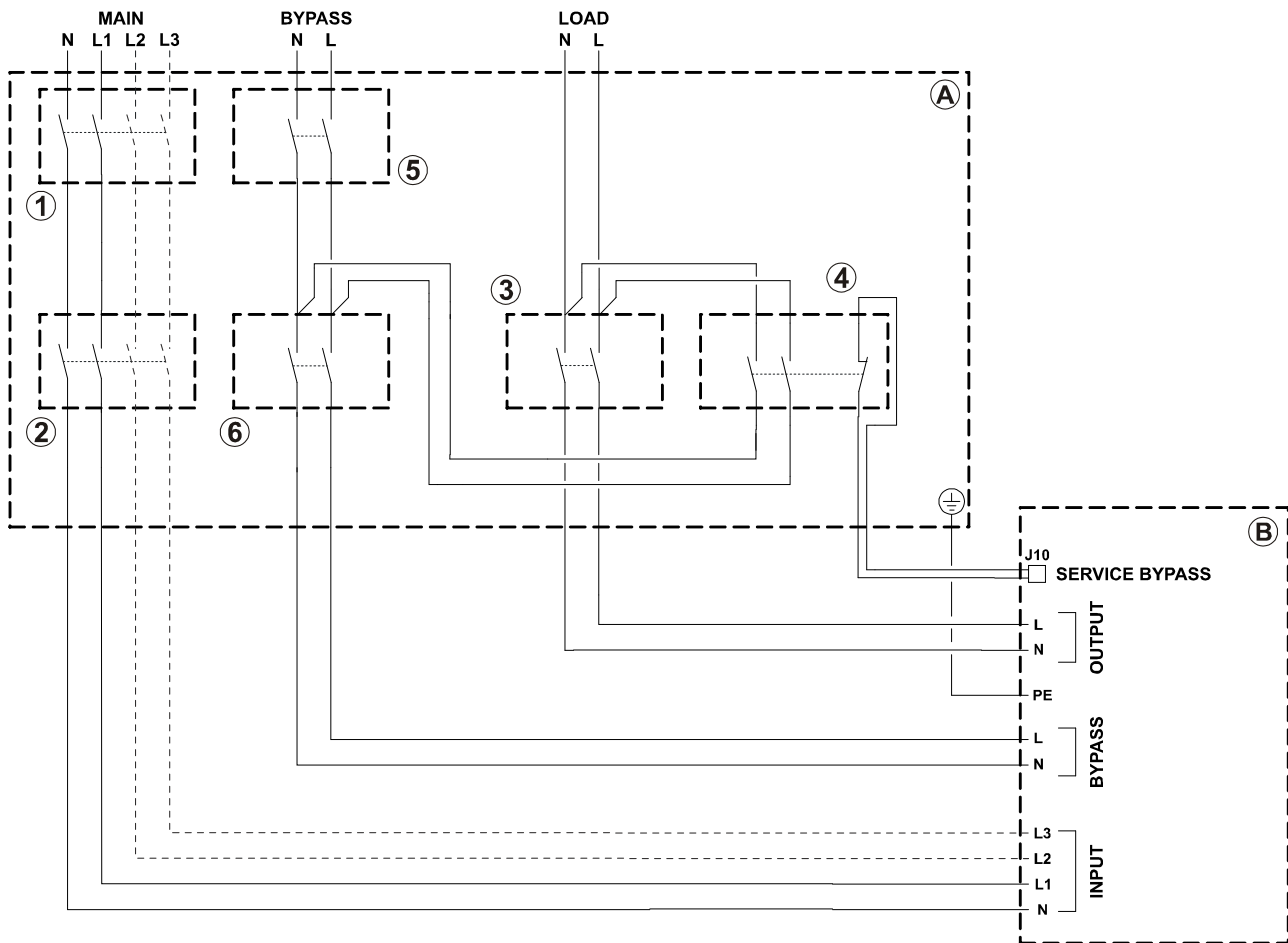 MAIN BYPASS LOAD
N L1 L2 L3 N L N L
A
5
1
4
3
2
6
B
J10
SERVICE BYPASS
L
OUTPUT
N
PE
L
BYPASS
N
L3
L2
INPUT
L1
N